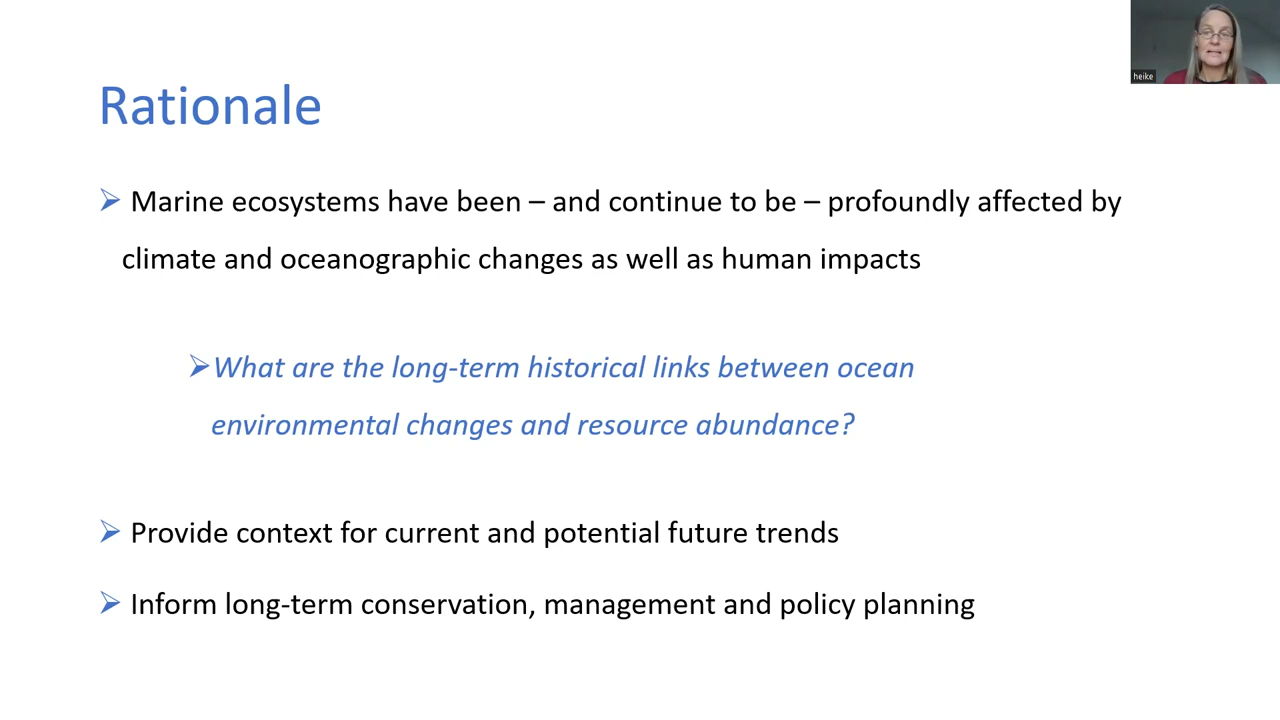 heike
Rationale
➢ Marine ecosystems have been – and continue to be – profoundly affected by
climate and oceanographic changes as well as human impacts
➢What are the long-term historical links between ocean
environmental changes and resource abundance?
➢ Provide context for current and potential future trends
➢ Inform long-term conservation, management and policy planning